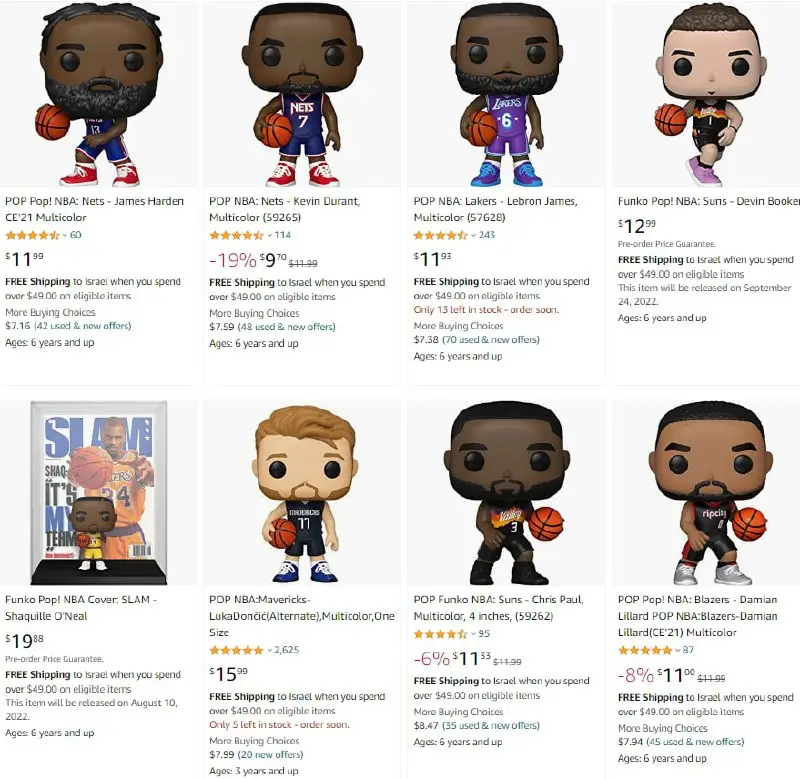 NETS
13
NETS
7
LAKERS
6
1
POP Pop! NBA: Nets - James Harden
CE'21 Multicolor
60
$11.99
FREE Shipping to Israel when you spend
over $49.00 on eligible items
More Buying Choices
$7.16 (42 used & new offers)
Ages: 6 years and up
POP NBA: Nets - Kevin Durant,
Multicolor (59265)
114
-19% $9.70 $11.99
FREE Shipping to Israel when you spend
over $49.00 on eligible items
More Buying Choices
$7.59 (48 used & new offers)
Ages: 6 years and up
POP NBA: Lakers - Lebron James,
Multicolor (57628)
243
$11.93
FREE Shipping to Israel when you spend
over $49.00 on eligible items
Only 13 left in stock - order soon.
More Buying Choices
$7.38 (70 used & new offers)
Ages: 6 years and up
Funko Pop! NBA: Suns - Devin Booker
$12.99
Pre-order Price Guarantee.
FREE Shipping to Israel when you spend
over $49.00 on eligible items
This item will be released on September
24, 2022.
Ages: 6 years and up
SLAM
SHAQ:
IT'S
MY
TEAM
34
MAVERICKS
77
Valley
3
ripcity
0
Funko Pop! NBA Cover: SLAM -
Shaquille O'Neal
$19.88
Pre-order Price Guarantee.
FREE Shipping to Israel when you spend
over $49.00 on eligible items
This item will be released on August 10,
2022.
Ages: 6 years and up
POP NBA:Mavericks-
LukaDončić(Alternate),Multicolor,One
Size
2,625
$15.99
FREE Shipping to Israel when you spend
over $49.00 on eligible items
Only 5 left in stock - order soon.
More Buying Choices
$7.99 (20 new offers)
Ages: 3 years and up
POP Funko NBA: Suns - Chris Paul,
Multicolor, 4 inches, (59262)
95
-6% $11.33 $11.99
FREE Shipping to Israel when you spend
over $49.00 on eligible items
More Buying Choices
$8.47 (35 used & new offers)
Ages: 6 years and up
POP Pop! NBA: Blazers - Damian
Lillard POP NBA:Blazers-Damian
Lillard(CE'21) Multicolor
87
-8% $11.00 $11.99
FREE Shipping to Israel when you spend
over $49.00 on eligible items
More Buying Choices
$7.94 (45 used & new offers)
Ages: 6 years and up